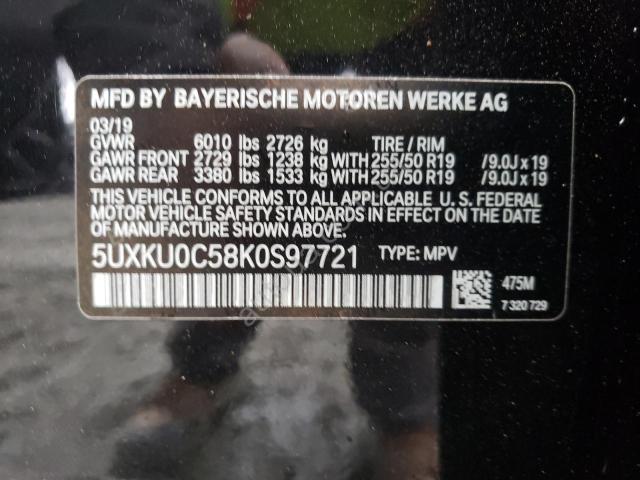 MFD BY BAYERISCHE MOTOREN WERKE AG
03/19
GVWR 6010 lbs 2726 kg TIRE / RIM
GAWR FRONT 2729 lbs 1238 kg WITH 255/50 R19 /9.0J x 19
GAWR REAR 3380 lbs 1533 kg WITH 255/50 R19 /9.0J x 19
THIS VEHICLE CONFORMS TO ALL APPLICABLE U. S. FEDERAL
MOTOR VEHICLE SAFETY STANDARDS IN EFFECT ON THE DATE OF
MANUFACTURE SHOWN ABOVE.
5UXKU0C58K0S97721 TYPE: MPV
475M
7 320 729